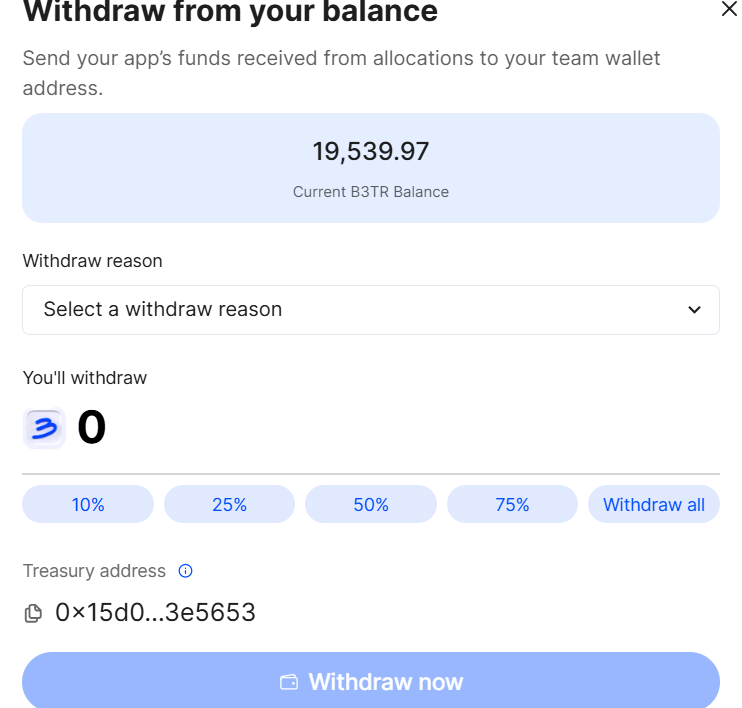 Withdraw from your balance
Send your app’s funds received from allocations to your team wallet
address.
19,539.97
Current B3TR Balance
Withdraw reason
Select a withdraw reason
You'll withdraw
0
10% 25% 50% 75% Withdraw all
Treasury address
0×15d0...3e5653
Withdraw now